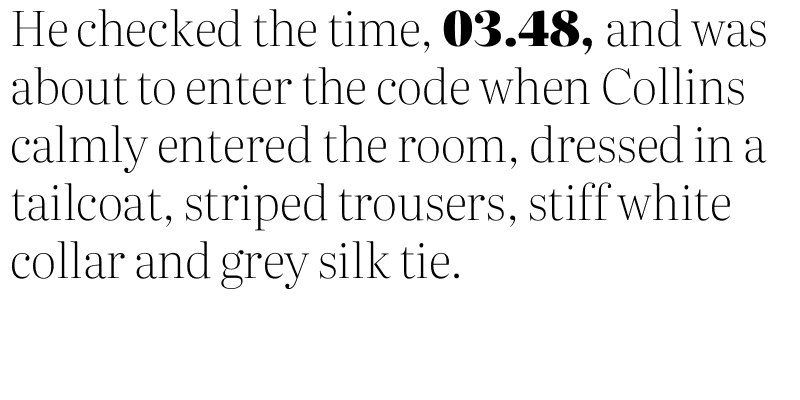 He checked the time, 03.48, and was
about to enter the code when Collins
calmly entered the room, dressed in a
tailcoat, striped trousers, stiff white
collar and grey silk tie.